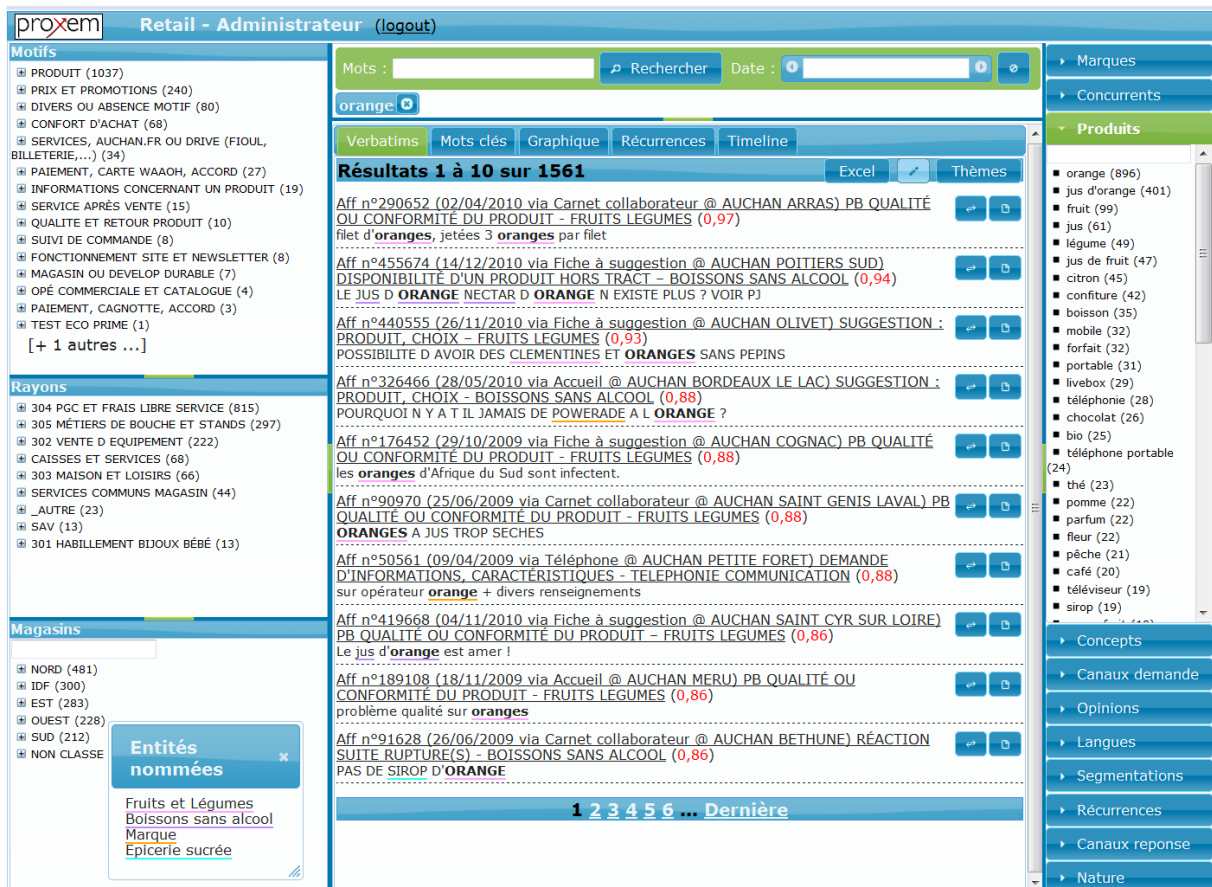 proxem Retail - Administrateur (logout)
Motifs
PRODUIT (1037)
PRIX ET PROMOTIONS (240)
DIVERS OU ABSENCE MOTIF (80)
CONFORT D'ACHAT (68)
SERVICES, AUCHAN.FR OU DRIVE (FIOUL,
BILLETERIE,...) (34)
PAIEMENT, CARTE WAAOH, ACCORD (27)
INFORMATIONS CONCERNANT UN PRODUIT (19)
SERVICE APRÈS VENTE (15)
QUALITE ET RETOUR PRODUIT (10)
SUIVI DE COMMANDE (8)
FONCTIONNEMENT SITE ET NEWSLETTER (8)
MAGASIN OU DEVELOP DURABLE (7)
OPÉ COMMERCIALE ET CATALOGUE (4)
PAIEMENT, CAGNOTTE, ACCORD (3)
TEST ECO PRIME (1)
[+ 1 autres ...]
Rayons
304 PGC ET FRAIS LIBRE SERVICE (815)
305 MÉTIERS DE BOUCHE ET STANDS (297)
302 VENTE D EQUIPEMENT (222)
CAISSES ET SERVICES (68)
303 MAISON ET LOISIRS (66)
SERVICES COMMUNS MAGASIN (44)
_AUTRE (23)
SAV (13)
301 HABILLEMENT BIJOUX BÉBÉ (13)
Magasins
NORD (481)
IDF (300)
EST (283)
OUEST (228)
SUD (212)
NON CLASSE
Entités
nommées
Fruits et Légumes
Boissons sans alcool
Marque
Epicerie sucrée
Mots : Rechercher Date :
orange
Verbatims Mots clés Graphique Récurrences Timeline
Résultats 1 à 10 sur 1561 Excel Thèmes
Aff n°290652 (02/04/2010 via Carnet collaborateur @ AUCHAN ARRAS) PB QUALITÉ
OU CONFORMITÉ DU PRODUIT - FRUITS LEGUMES (0,97)
filet d'oranges, jetées 3 oranges par filet
Aff n°455674 (14/12/2010 via Fiche à suggestion @ AUCHAN POITIERS SUD)
DISPONIBILITÉ D'UN PRODUIT HORS TRACT – BOISSONS SANS ALCOOL (0,94)
LE JUS D ORANGE NECTAR D ORANGE N EXISTE PLUS ? VOIR PJ
Aff n°440555 (26/11/2010 via Fiche à suggestion @ AUCHAN OLIVET) SUGGESTION :
PRODUIT, CHOIX – FRUITS LEGUMES (0,93)
POSSIBILITE D AVOIR DES CLEMENTINES ET ORANGES SANS PEPINS
Aff n°326466 (28/05/2010 via Accueil @ AUCHAN BORDEAUX LE LAC) SUGGESTION :
PRODUIT, CHOIX - BOISSONS SANS ALCOOL (0,88)
POURQUOI N Y A T IL JAMAIS DE POWERADE A L ORANGE ?
Aff n°176452 (29/10/2009 via Fiche à suggestion @ AUCHAN COGNAC) PB QUALITÉ
OU CONFORMITÉ DU PRODUIT - FRUITS LEGUMES (0,88)
les oranges d'Afrique du Sud sont infectent.
Aff n°90970 (25/06/2009 via Carnet collaborateur @ AUCHAN SAINT GENIS LAVAL) PB
QUALITÉ OU CONFORMITÉ DU PRODUIT - FRUITS LEGUMES (0,88)
ORANGES A JUS TROP SECHES
Aff n°50561 (09/04/2009 via Téléphone @ AUCHAN PETITE FORET) DEMANDE
D'INFORMATIONS, CARACTÉRISTIQUES - TELEPHONIE COMMUNICATION (0,88)
sur opérateur orange + divers renseignements
Aff n°419668 (04/11/2010 via Fiche à suggestion @ AUCHAN SAINT CYR SUR LOIRE)
PB QUALITÉ OU CONFORMITÉ DU PRODUIT – FRUITS LEGUMES (0,86)
Le jus d'orange est amer !
Aff n°189108 (18/11/2009 via Accueil @ AUCHAN MERU) PB QUALITÉ OU
CONFORMITÉ DU PRODUIT - FRUITS LEGUMES (0,86)
problème qualité sur oranges
Aff n°91628 (26/06/2009 via Carnet collaborateur @ AUCHAN BETHUNE) RÉACTION
SUITE RUPTURE(S) - BOISSONS SANS ALCOOL (0,86)
PAS DE SIROP D'ORANGE
1 2 3 4 5 6 ... Dernière
Marques
Concurrents
Produits
orange (896)
jus d'orange (401)
fruit (99)
jus (61)
légume (49)
jus de fruit (47)
citron (45)
confiture (42)
boisson (35)
mobile (32)
forfait (32)
portable (31)
livebox (29)
téléphonie (28)
chocolat (26)
bio (25)
téléphone portable
(24)
thé (23)
pomme (22)
parfum (22)
fleur (22)
pêche (21)
café (20)
téléviseur (19)
sirop (19)
Concepts
Canaux demande
Opinions
Langues
Segmentations
Récurrences
Canaux reponse
Nature